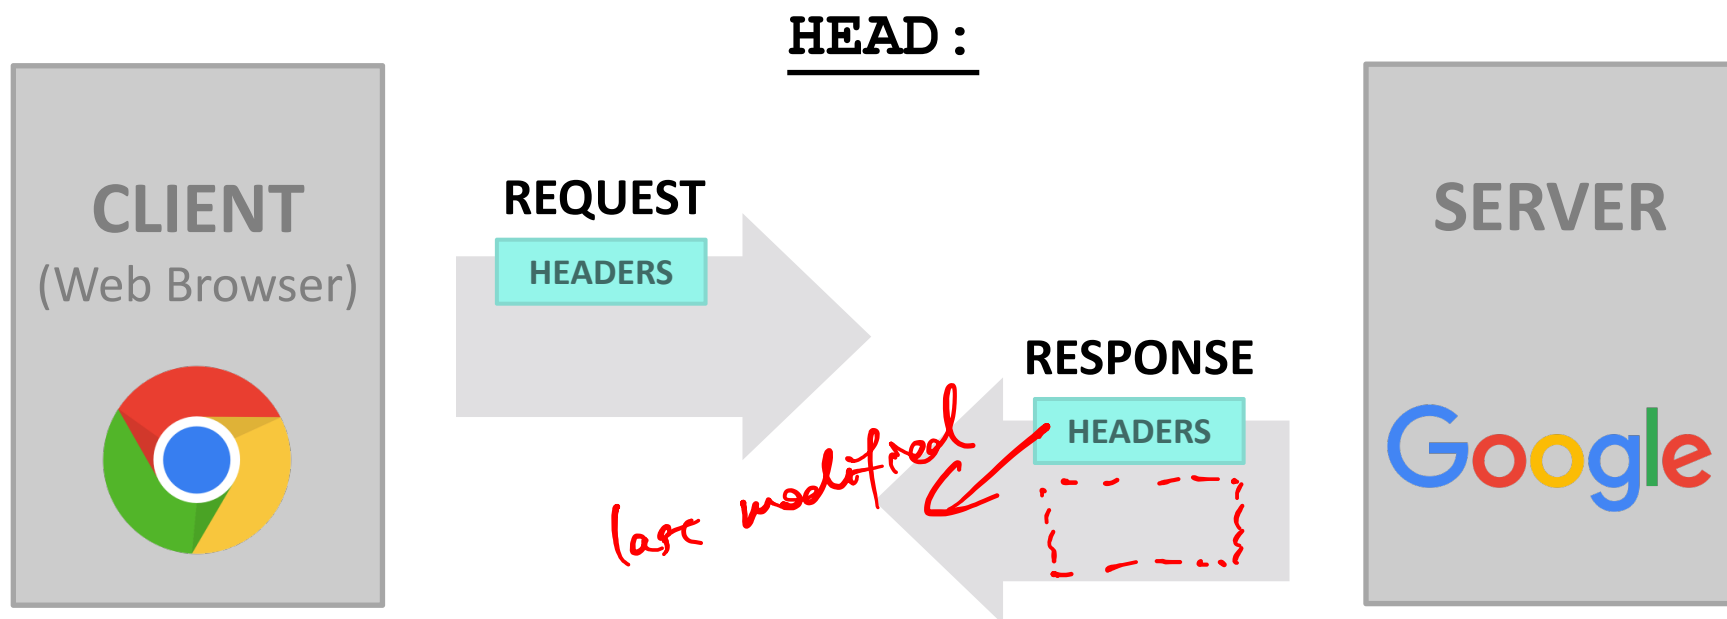 HEAD:
CLIENT
(Web Browser)
REQUEST
HEADERS
RESPONSE
HEADERS
last modified
SERVER
Google